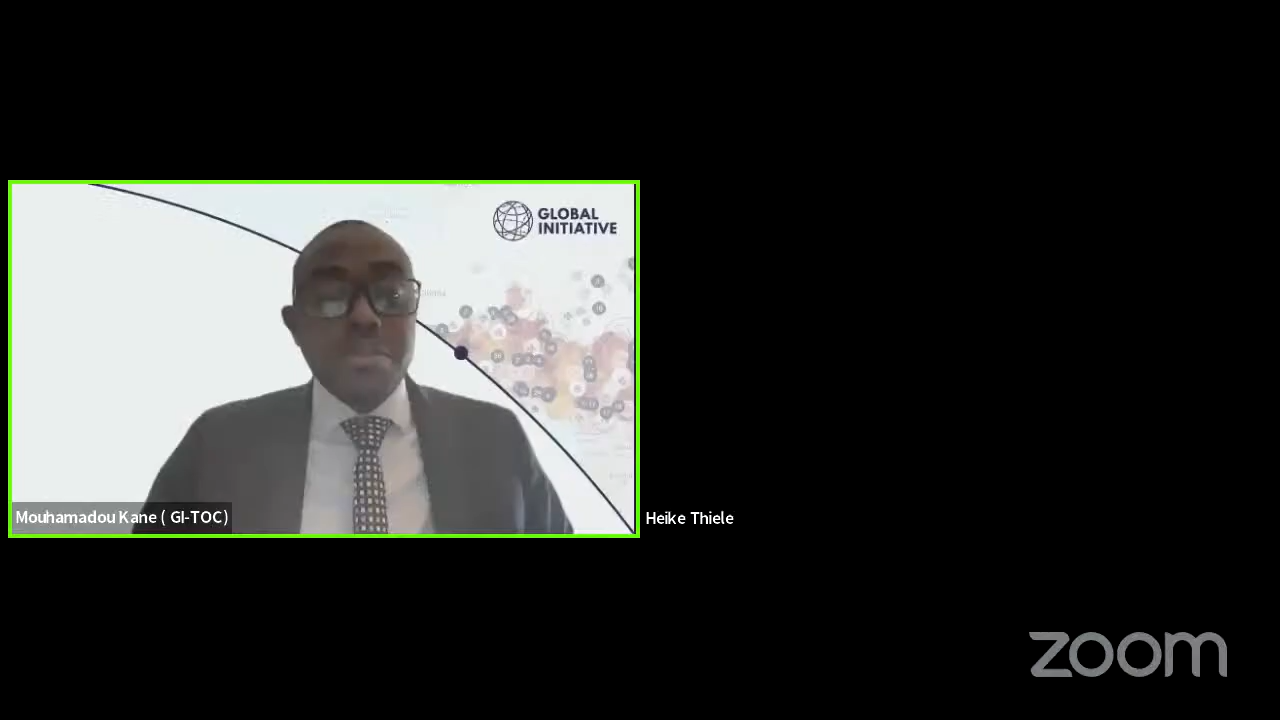 GLOBAL
INITIATIVE
Mouhamadou Kane ( GI-TOC)
Heike Thiele
zoom